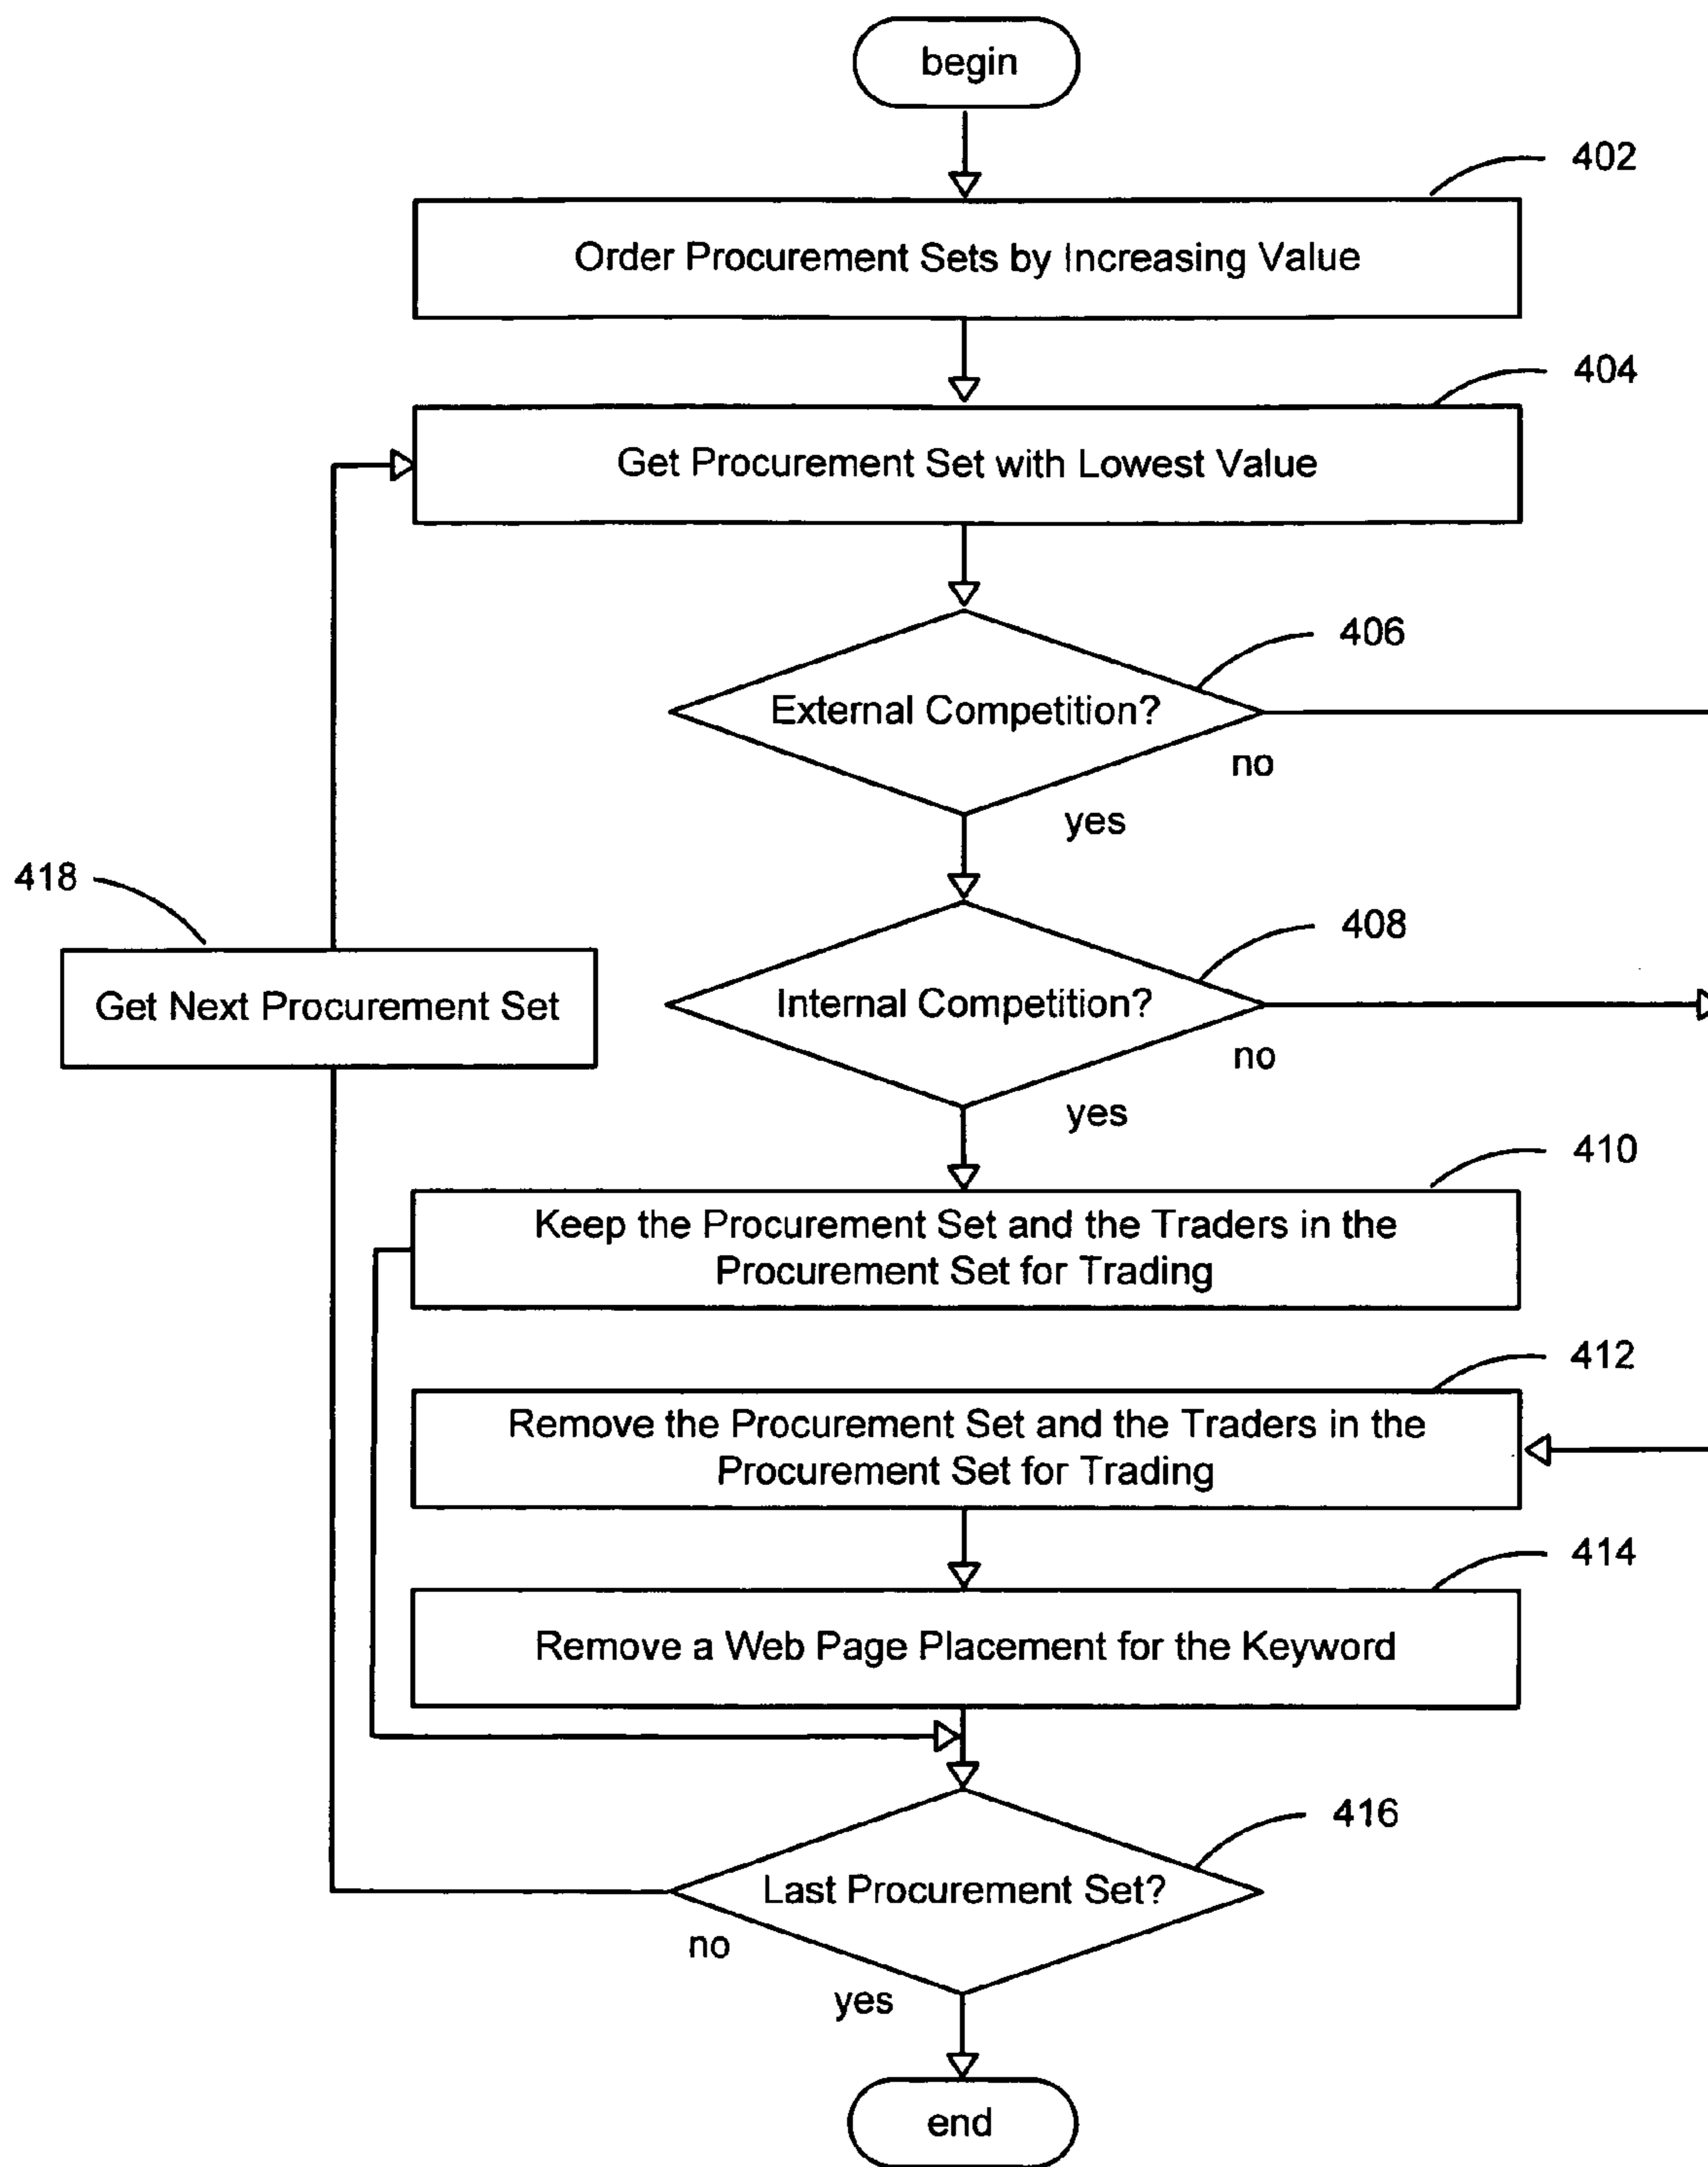 begin
402
Order Procurement Sets by Increasing Value
404
Get Procurement Set with Lowest Value
406
External Competition?
no
yes
418
408
Get Next Procurement Set
Internal Competition?
no
yes
410
Keep the Procurement Set and the Traders in the
Procurement Set for Trading
412
Remove the Procurement Set and the Traders in the
Procurement Set for Trading
414
Remove a Web Page Placement for the Keyword
416
Last Procurement Set?
no
yes
end